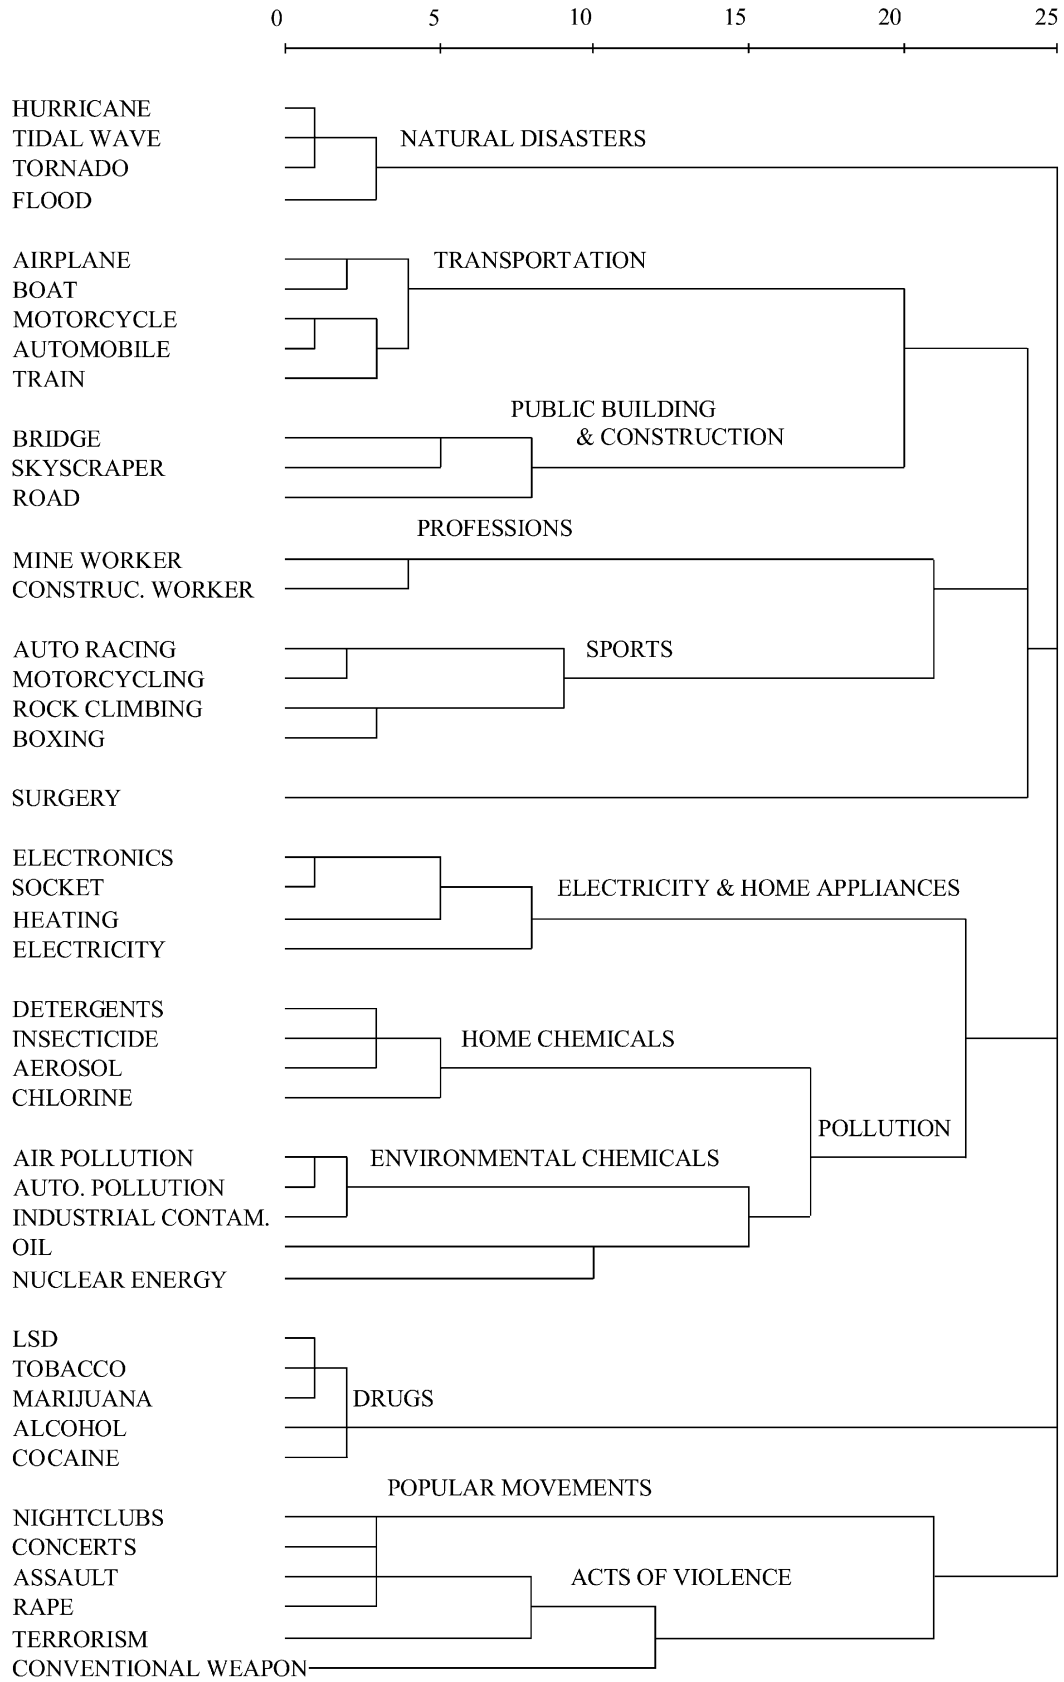 0 5 10 15 20 25
HURRICANE
TIDAL WAVE NATURAL DISASTERS
TORNADO
FLOOD
AIRPLANE TRANSPORTATION
BOAT
MOTORCYCLE
AUTOMOBILE
TRAIN
PUBLIC BUILDING
BRIDGE & CONSTRUCTION
SKYSCRAPER
ROAD
PROFESSIONS
MINE WORKER
CONSTRUC. WORKER
AUTO RACING SPORTS
MOTORCYCLING
ROCK CLIMBING
BOXING
SURGERY
ELECTRONICS
SOCKET ELECTRICITY & HOME APPLIANCES
HEATING
ELECTRICITY
DETERGENTS
INSECTICIDE HOME CHEMICALS
AEROSOL
CHLORINE
POLLUTION
AIR POLLUTION ENVIRONMENTAL CHEMICALS
AUTO. POLLUTION
INDUSTRIAL CONTAM.
OIL
NUCLEAR ENERGY
LSD
TOBACCO
MARIJUANA DRUGS
ALCOHOL
COCAINE
POPULAR MOVEMENTS
NIGHTCLUBS
CONCERTS
ASSAULT ACTS OF VIOLENCE
RAPE
TERRORISM
CONVENTIONAL WEAPON